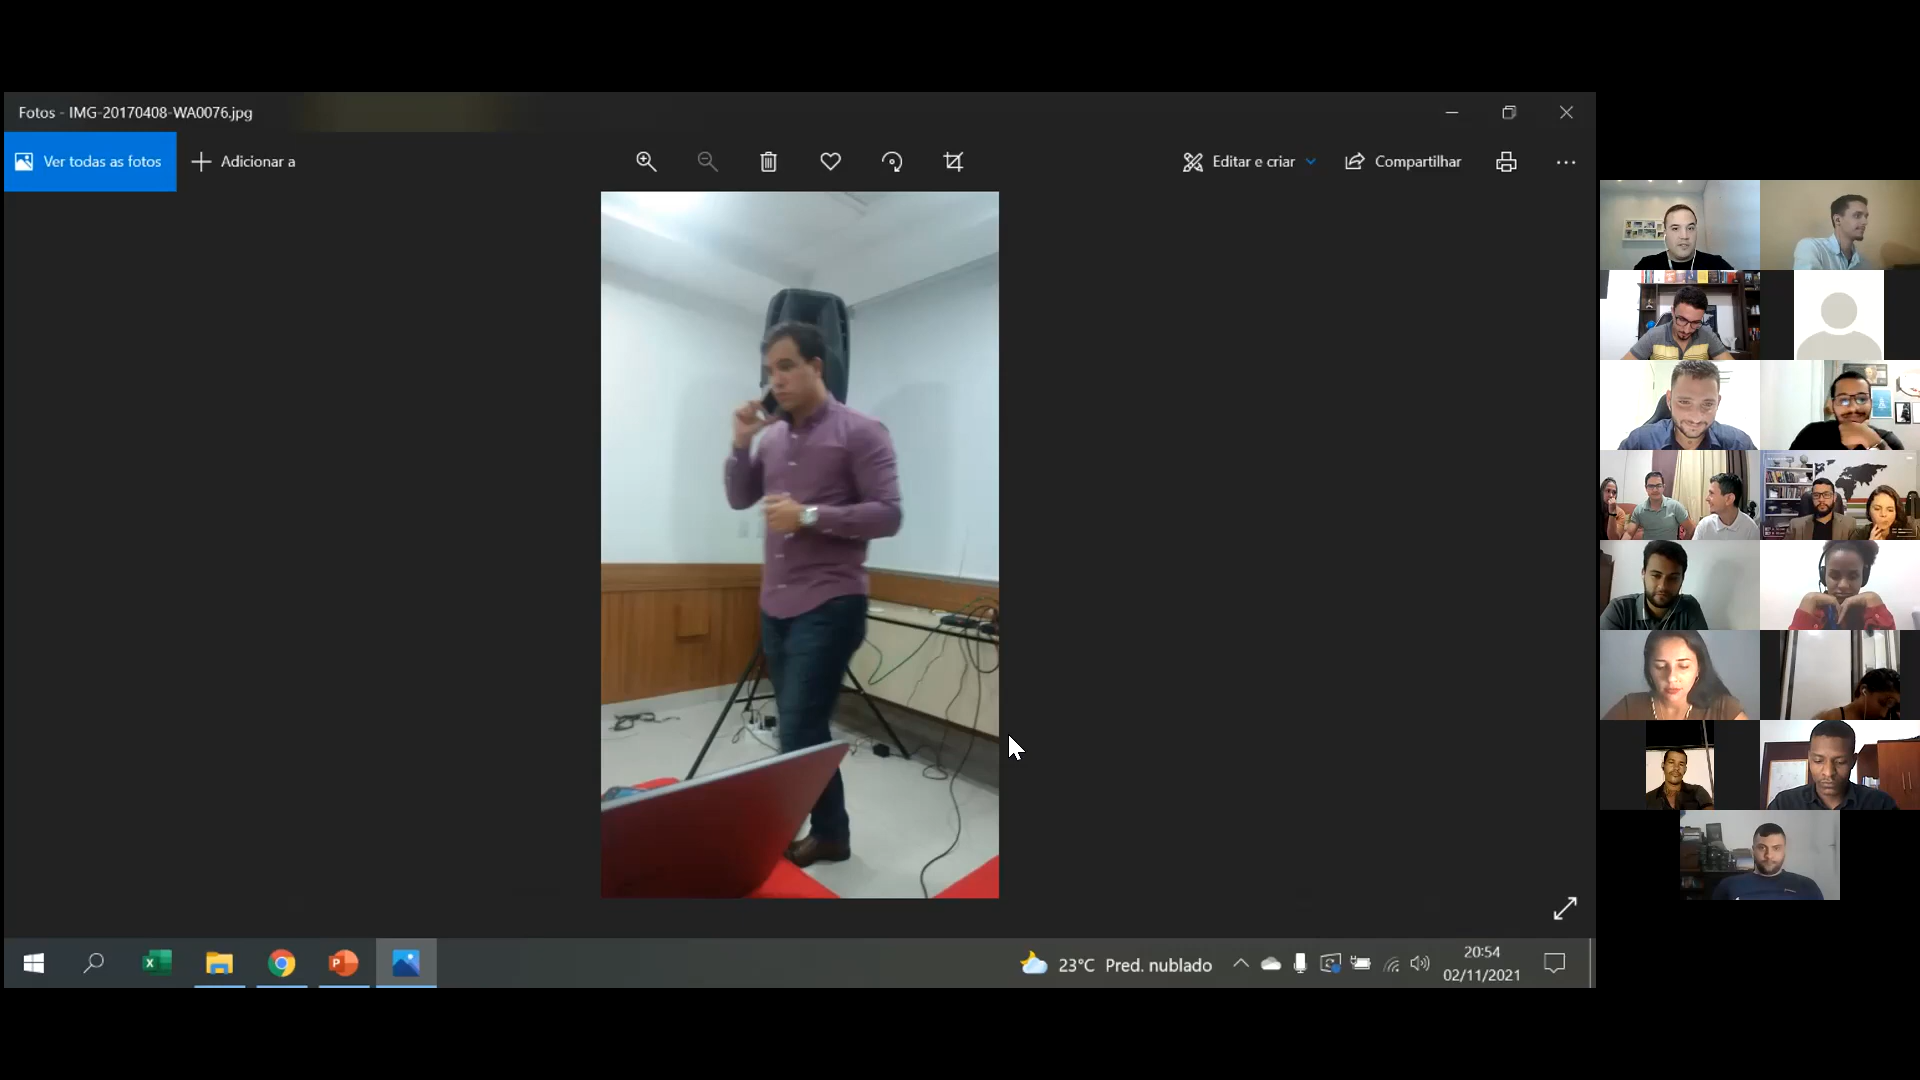 Fotos - IMG-20170408-WA0076.jpg
Ver todas as fotos
Adicionar a
Editar e criar
Compartilhar
23°C Pred. nublado
20:54
02/11/2021